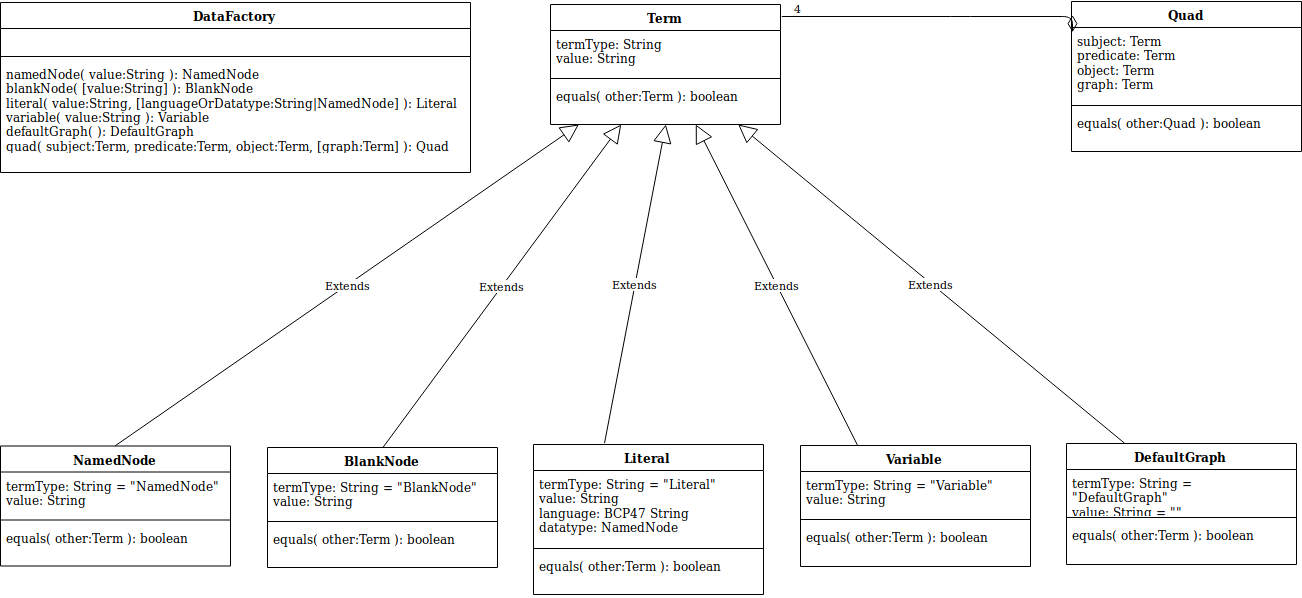 DataFactory
namedNode( value:String ): NamedNode
blankNode( [value:String] ): BlankNode
literal( value:String, [languageOrDatatype:String|NamedNode] ): Literal
variable( value:String ): Variable
defaultGraph( ): DefaultGraph
quad( subject:Term, predicate:Term, object:Term, [graph:Term] ): Quad
Term
termType: String
value: String
equals( other:Term ): boolean
4
Quad
subject: Term
predicate: Term
object: Term
graph: Term
equals( other:Quad ): boolean
Extends
Extends
Extends
Extends
Extends
NamedNode
termType: String = "NamedNode"
value: String
equals( other:Term ): boolean
BlankNode
termType: String = "BlankNode"
value: String
equals( other:Term ): boolean
Literal
termType: String = "Literal"
value: String
language: BCP47 String
datatype: NamedNode
equals( other:Term ): boolean
Variable
termType: String = "Variable"
value: String
equals( other:Term ): boolean
DefaultGraph
termType: String =
"DefaultGraph"
value: String = ""
equals( other:Term ): boolean